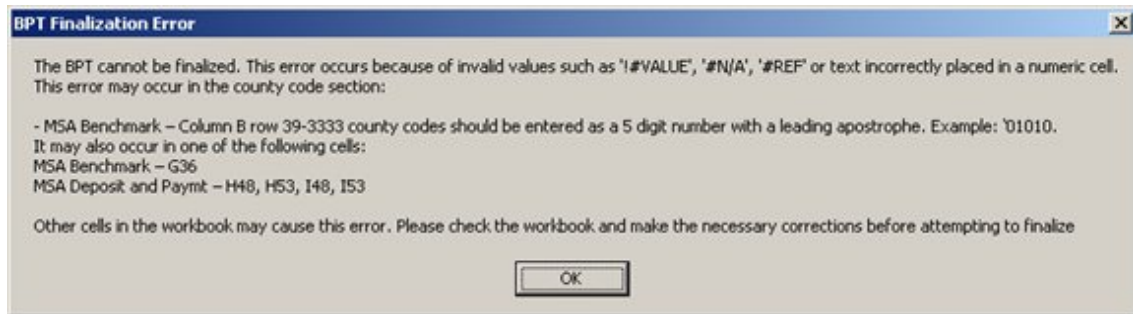 BPT Finalization Error
The BPT cannot be finalized. This error occurs because of invalid values such as '!#VALUE', '#N/A', '#REF' or text incorrectly placed in a numeric cell.
This error may occur in the county code section:
- MSA Benchmark – Column B row 39-3333 county codes should be entered as a 5 digit number with a leading apostrophe. Example: '01010.
It may also occur in one of the following cells:
MSA Benchmark – G36
MSA Deposit and Paymt – H48, H53, I48, I53
Other cells in the workbook may cause this error. Please check the workbook and make the necessary corrections before attempting to finalize
OK